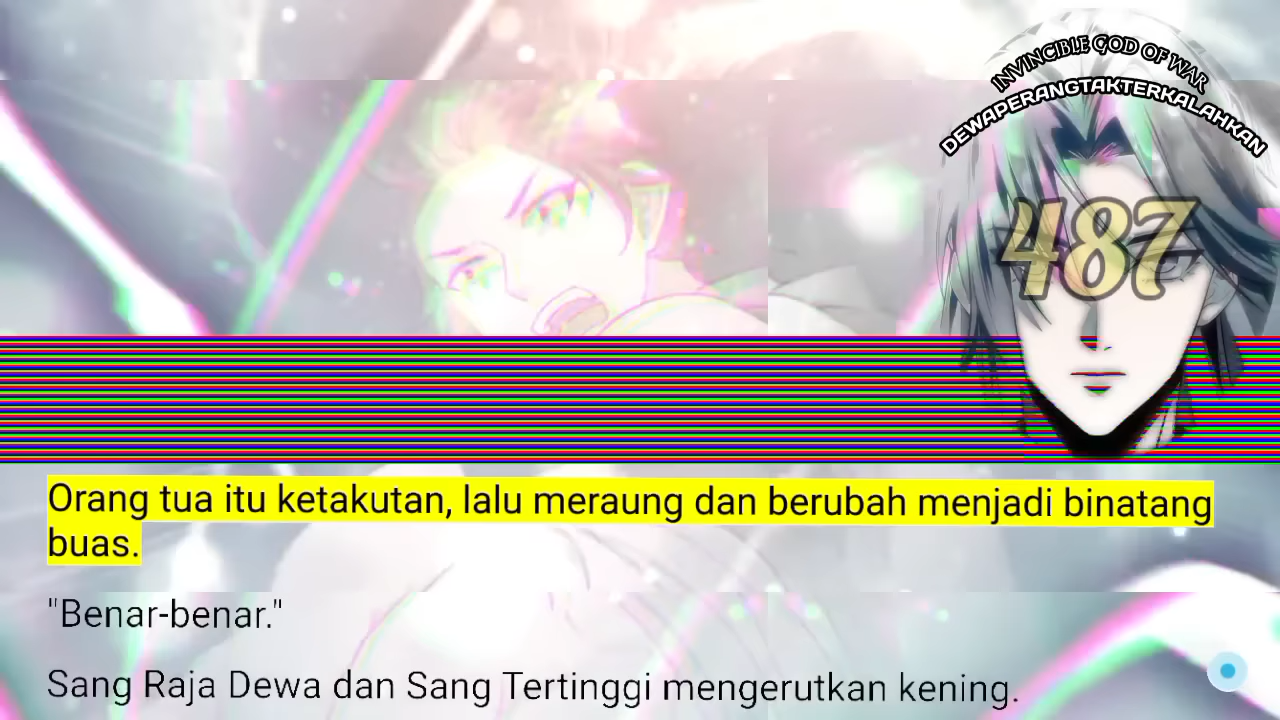 INVINCIBLE GOD OF WAR
DEWAPERANGTAKTERKALAHKAN
487
Orang tua itu ketakutan, lalu meraung dan berubah menjadi binatang
buas.
"Benar-benar."
Sang Raja Dewa dan Sang Tertinggi mengerutkan kening.